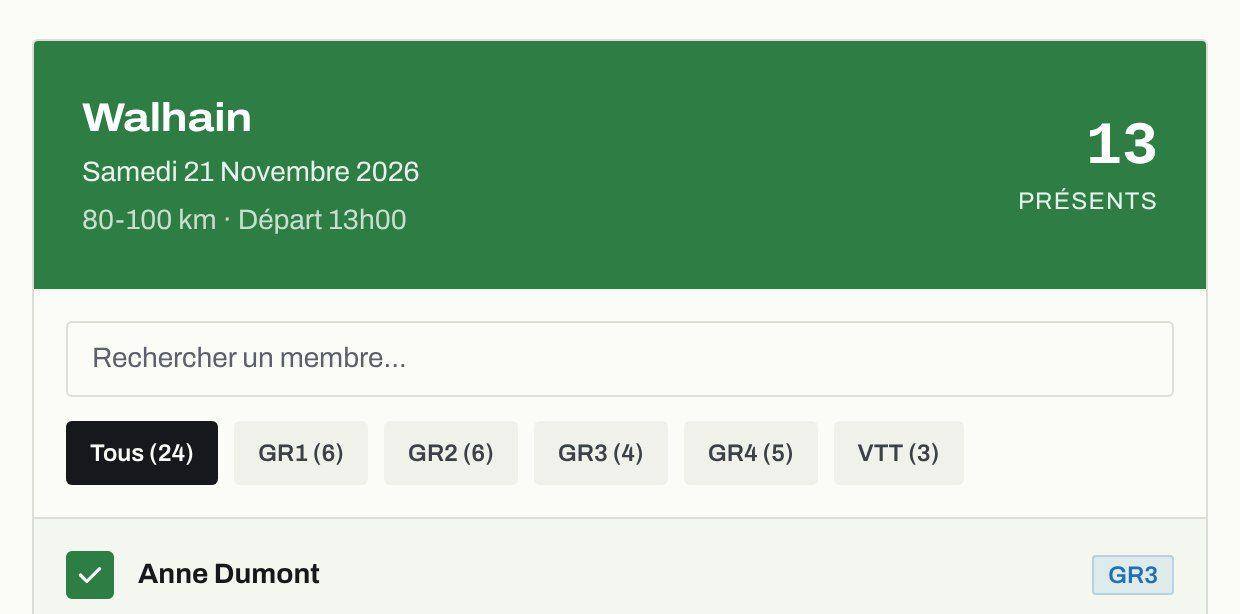 Walhain
Samedi 21 Novembre 2026
80-100 km · Départ 13h00
13
PRÉSENTS
Rechercher un membre...
Tous (24) GR1 (6) GR2 (6) GR3 (4) GR4 (5) VTT (3)
Anne Dumont GR3